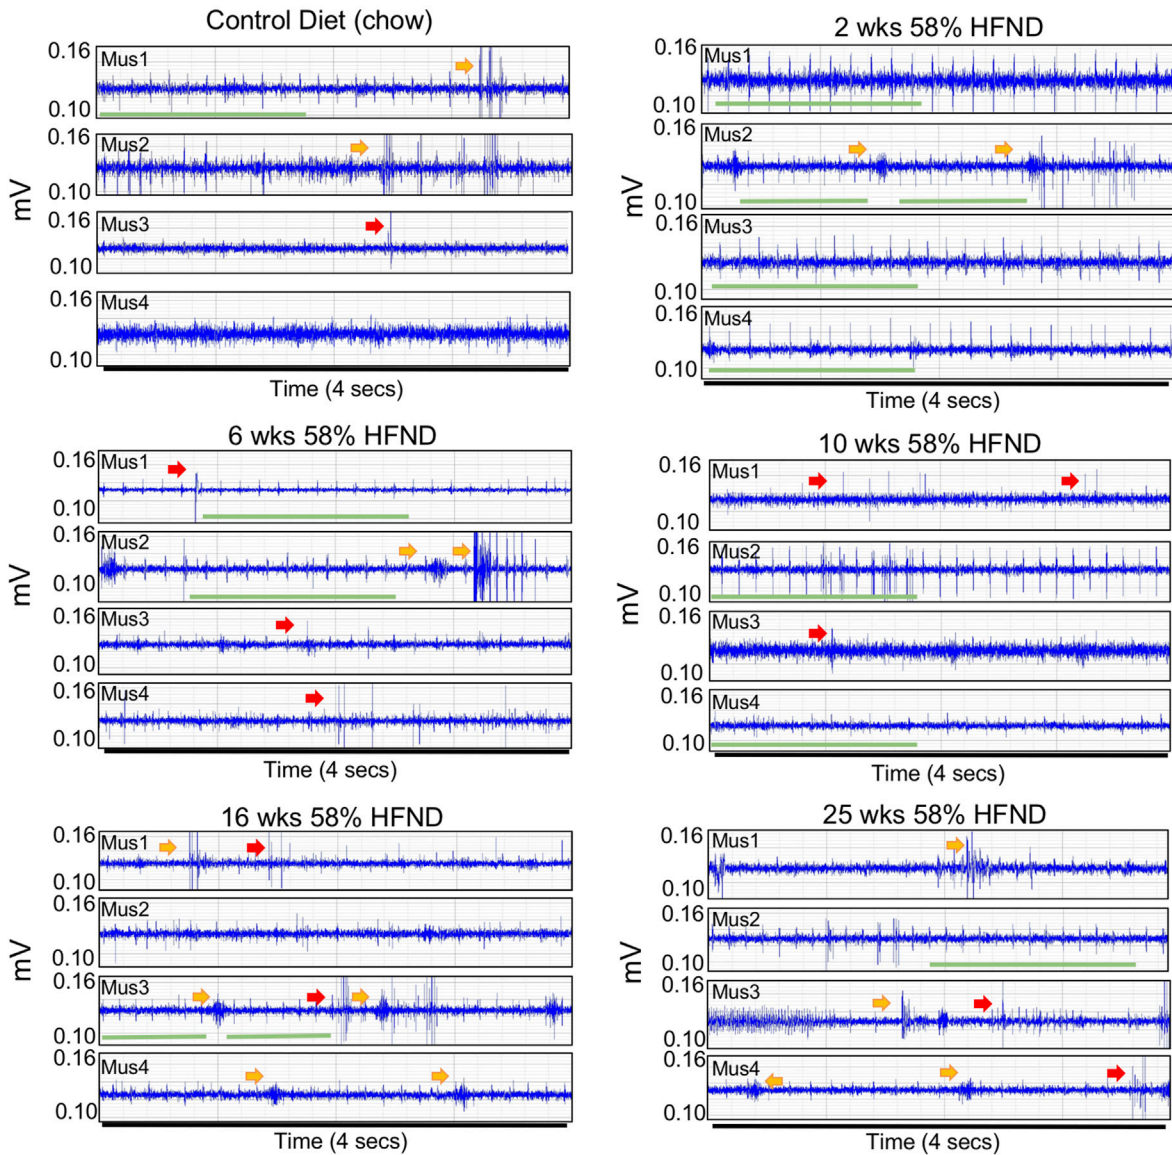 Control Diet (chow)
mV
0.16
Mus1
0.10
0.16
Mus2
0.10
0.16
Mus3
0.10
0.16
Mus4
0.10
Time (4 secs)
2 wks 58% HFND
0.16
Mus1
0.10
0.16
Mus2
0.10
0.16
Mus3
0.10
0.16
Mus4
0.10
Time (4 secs)
6 wks 58% HFND
mV
0.16
Mus1
0.10
0.16
Mus2
0.10
0.16
Mus3
0.10
0.16
Mus4
0.10
Time (4 secs)
10 wks 58% HFND
mV
0.16
Mus1
0.10
0.16
Mus2
0.10
0.16
Mus3
0.10
0.16
Mus4
0.10
Time (4 secs)
16 wks 58% HFND
mV
0.16
Mus1
0.10
0.16
Mus2
0.10
0.16
Mus3
0.10
0.16
Mus4
0.10
Time (4 secs)
25 wks 58% HFND
mV
0.16
Mus1
0.10
0.16
Mus2
0.10
0.16
Mus3
0.10
0.16
Mus4
0.10
Time (4 secs)